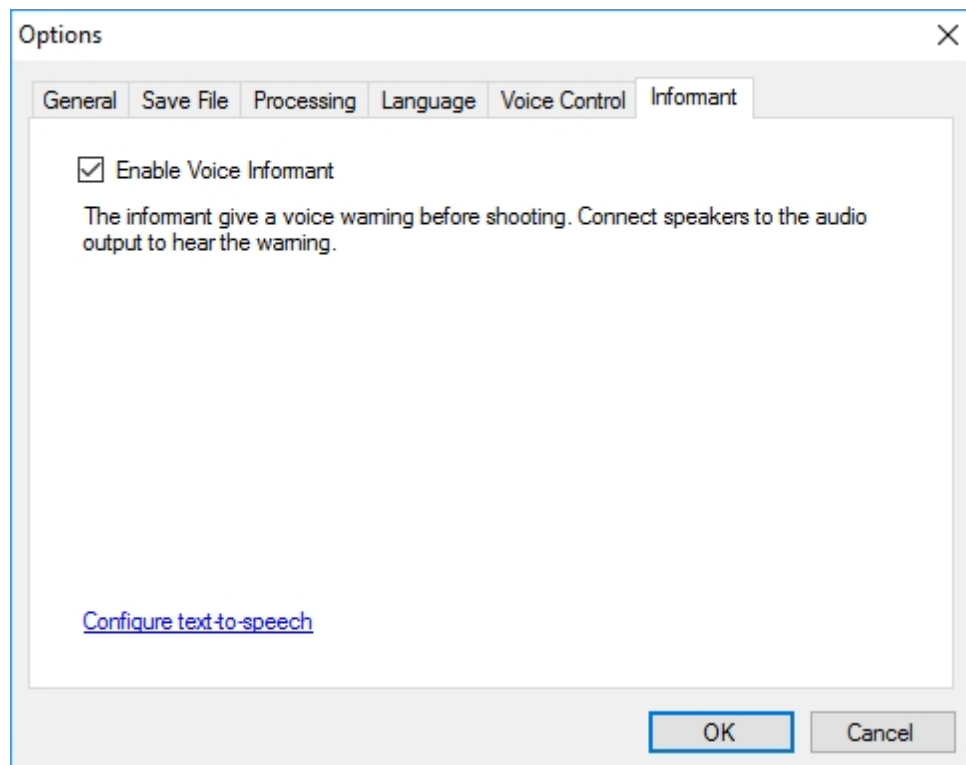 Options
General Save File Processing Language Voice Control Informant
Enable Voice Informant
The informant give a voice warning before shooting. Connect speakers to the audio
output to hear the warning.
Configure text-to-speech
OK Cancel